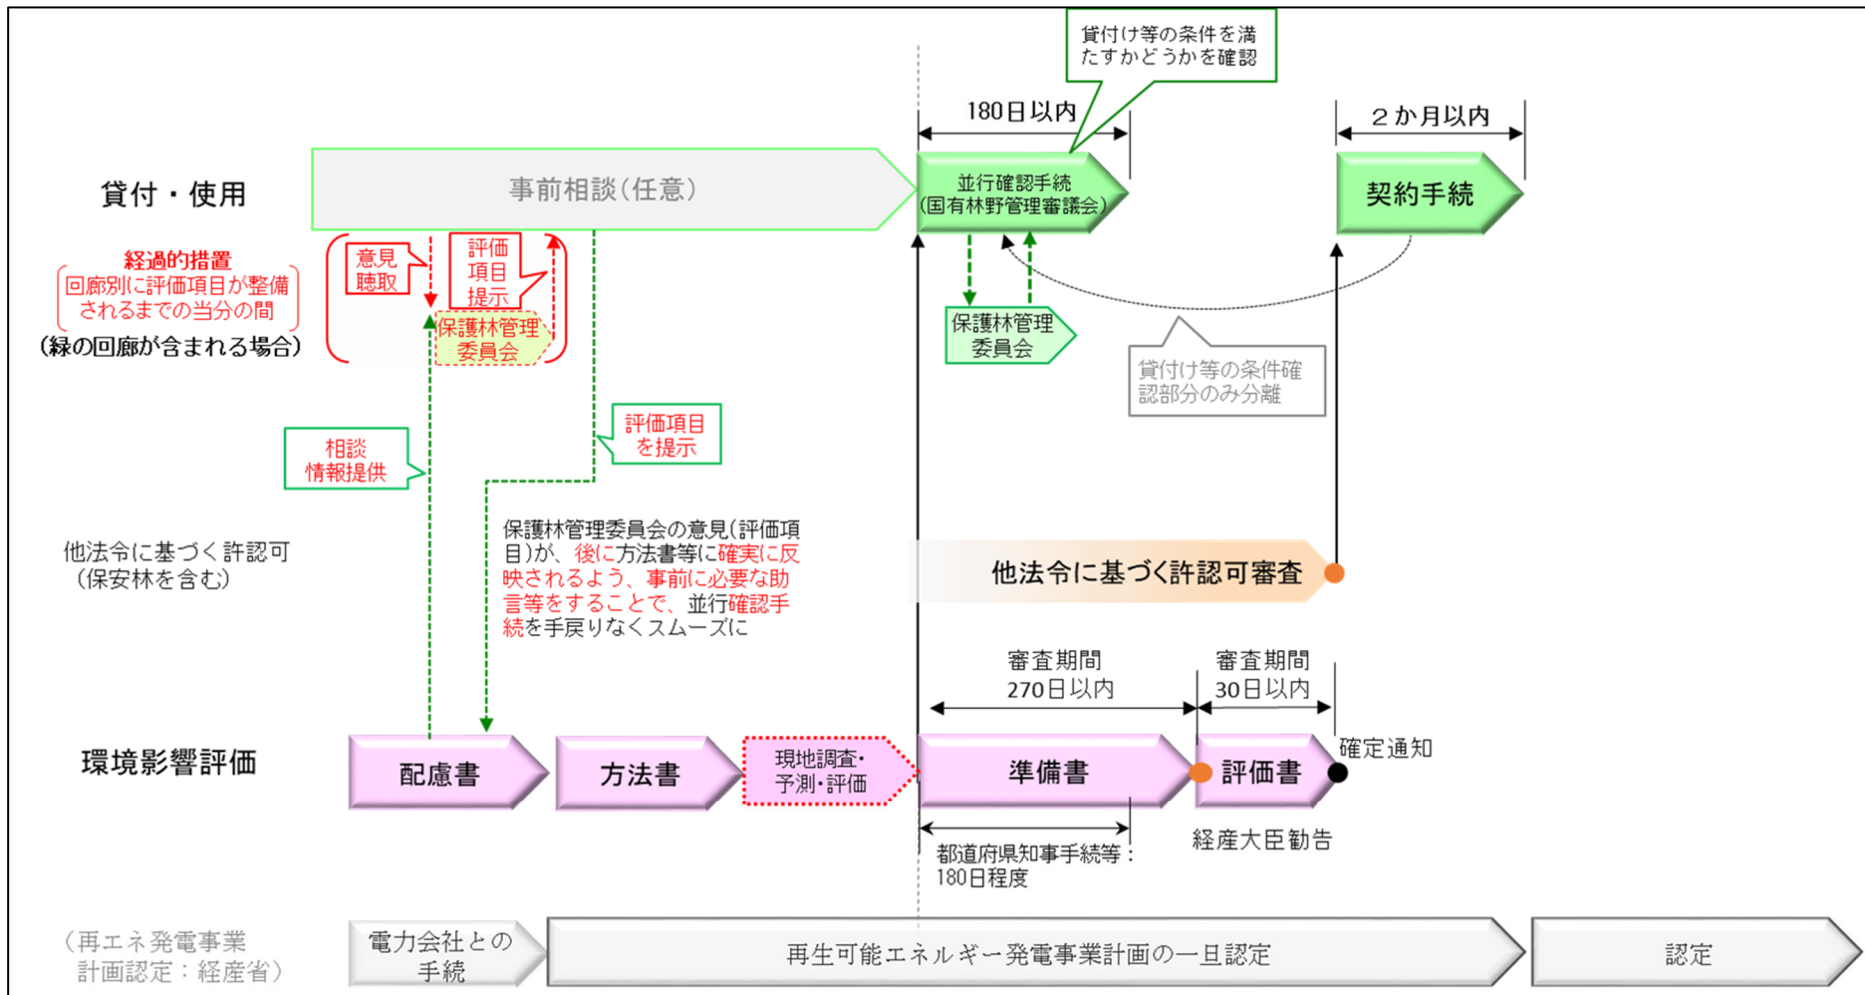 貸付け等の条件を満
たすかどうかを確認
180日以内
２か月以内
貸付・使用
事前相談(任意)
並行確認手続
(国有林野管理審議会)
契約手続
経過的措置
回廊別に評価項目が整備
されるまでの当分の間
(緑の回廊が含まれる場合)
意見
聴取
評価
項目
提示
保護林管理
委員会
保護林管理
委員会
貸付け等の条件確
認部分のみ分離
相談
情報提供
評価項目
を提示
保護林管理委員会の意見(評価項
目)が、後に方法書等に確実に反
映されるよう、事前に必要な助
言等をすることで、並行確認手
続を手戻りなくスムーズに
他法令に基づく許認可
（保安林を含む）
他法令に基づく許認可審査
審査期間
270日以内
審査期間
30日以内
環境影響評価
配慮書
方法書
現地調査・
予測・評価
準備書
評価書
確定通知
経産大臣勧告
都道府県知事手続等：
180日程度
（再エネ発電事業
計画認定：経産省）
電力会社との
手続
再生可能エネルギー発電事業計画の一旦認定
認定